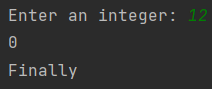 Enter an integer: 12
0
Finally